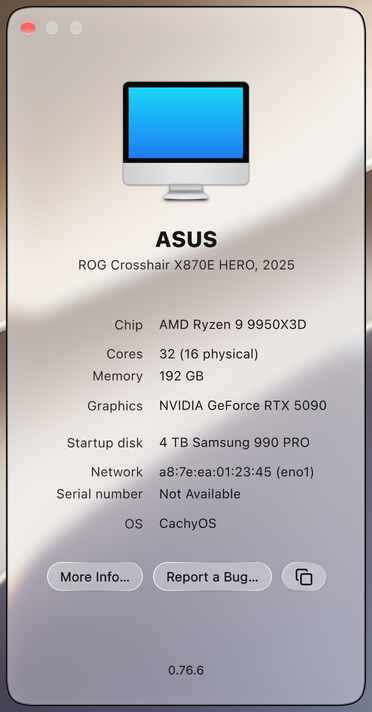 ASUS
ROG Crosshair X870E HERO, 2025
Chip AMD Ryzen 9 9950X3D
Cores 32 (16 physical)
Memory 192 GB
Graphics NVIDIA GeForce RTX 5090
Startup disk 4 TB Samsung 990 PRO
Network a8:7e:ea:01:23:45 (eno1)
Serial number Not Available
OS CachyOS
More Info... Report a Bug...
0.76.6